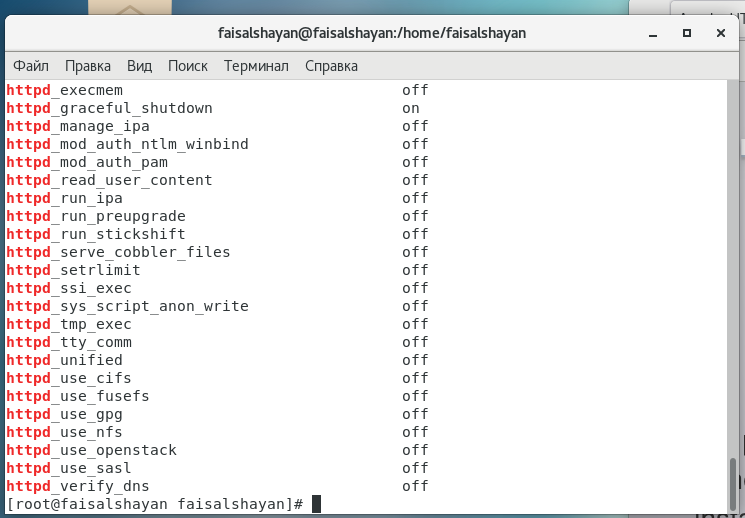 faisalshayan@faisalshayan:/home/faisalshayan
Файл Правка Вид Поиск Терминал Справка
httpd_execmem off
httpd_graceful_shutdown on
httpd_manage_ipa off
httpd_mod_auth_ntlm_winbind off
httpd_mod_auth_pam off
httpd_read_user_content off
httpd_run_ipa off
httpd_run_preupgrade off
httpd_run_stickshift off
httpd_serve_cobbler_files off
httpd_setrlimit off
httpd_ssi_exec off
httpd_sys_script_anon_write off
httpd_tmp_exec off
httpd_tty_comm off
httpd_unified off
httpd_use_cifs off
httpd_use_fusefs off
httpd_use_gpg off
httpd_use_nfs off
httpd_use_openstack off
httpd_use_sasl off
httpd_verify_dns off
[root@faisalshayan faisalshayan]#